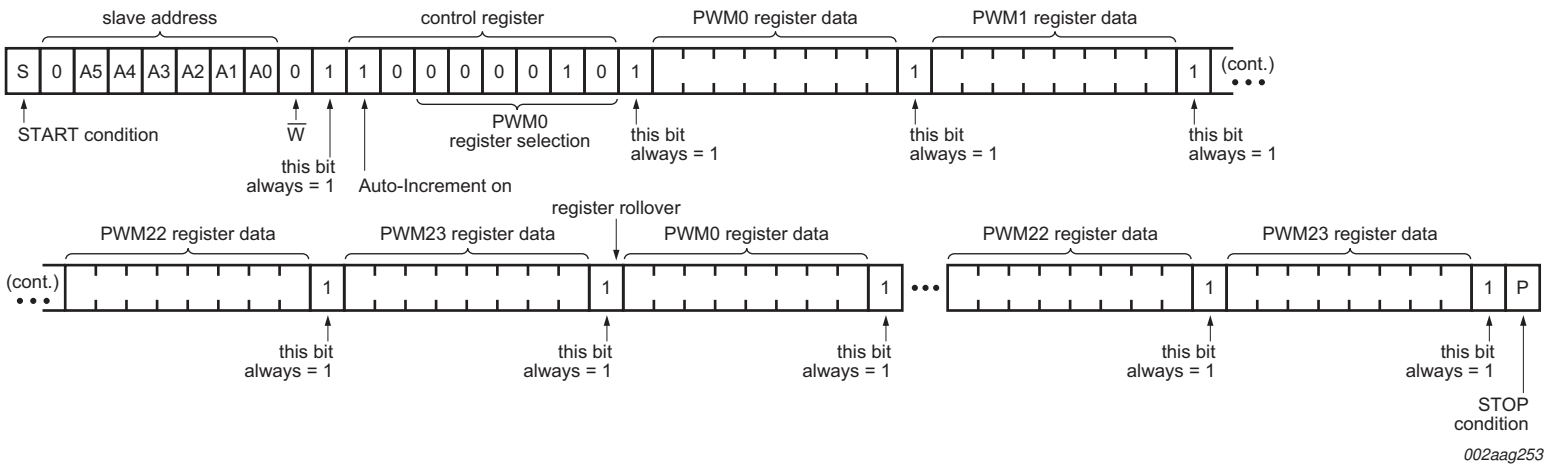 slave address control register PWM0 register data PWM1 register data
S 0 A5 A4 A3 A2 A1 A0 0 1 1 0 0 0 0 0 1 0 1 1 1 (cont.)
START condition W PWM0 register selection this bit always = 1 this bit always = 1 this bit always = 1
this bit always = 1 Auto-Increment on
register rollover
PWM22 register data PWM23 register data PWM0 register data PWM22 register data PWM23 register data
(cont.) 1 1 1 1 1 P
this bit this bit this bit this bit this bit
always = 1 always = 1 always = 1 always = 1 always = 1
STOP
condition
002aag253